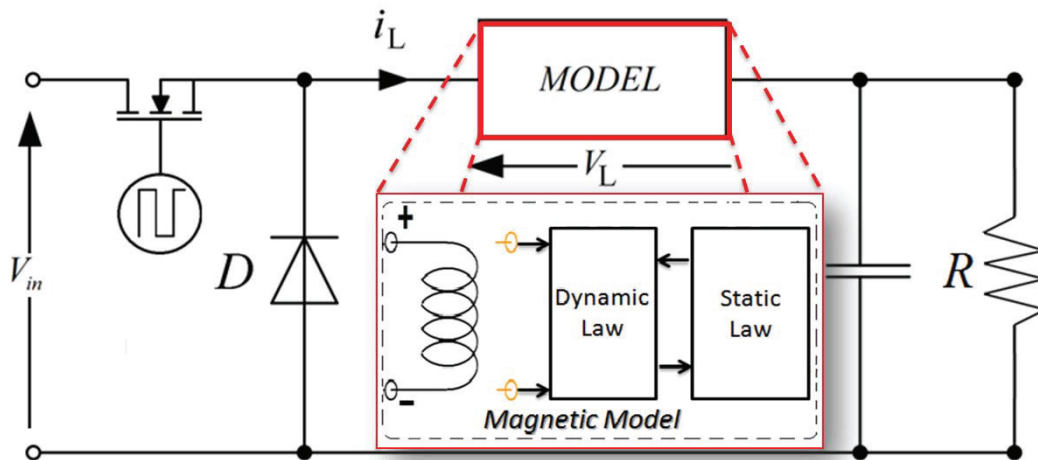 i_L
MODEL
V_L
V_in
D
+
Dynamic
Law
Static
Law
R
-
Magnetic Model